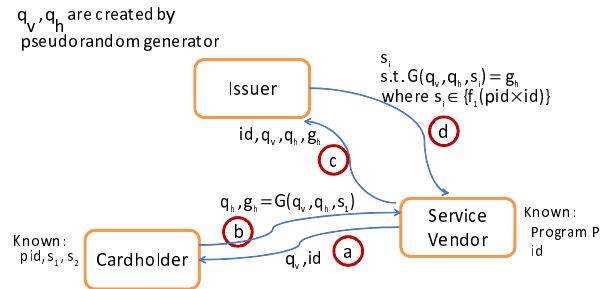 q_v,q_h are created by
pseudorandom generator
Issuer
s_i
s.t.G(q_v,q_h,s_i)=g_h
where s_i∈{f_1(pid×id)}
d
id,q_v,q_h,g_h
c
q_h,g_h=G(q_v,q_h,s_1)
b
Known:
pid,s_1,s_2
Cardholder
q_v,id
a
Service
Vendor
Known:
Program P
id